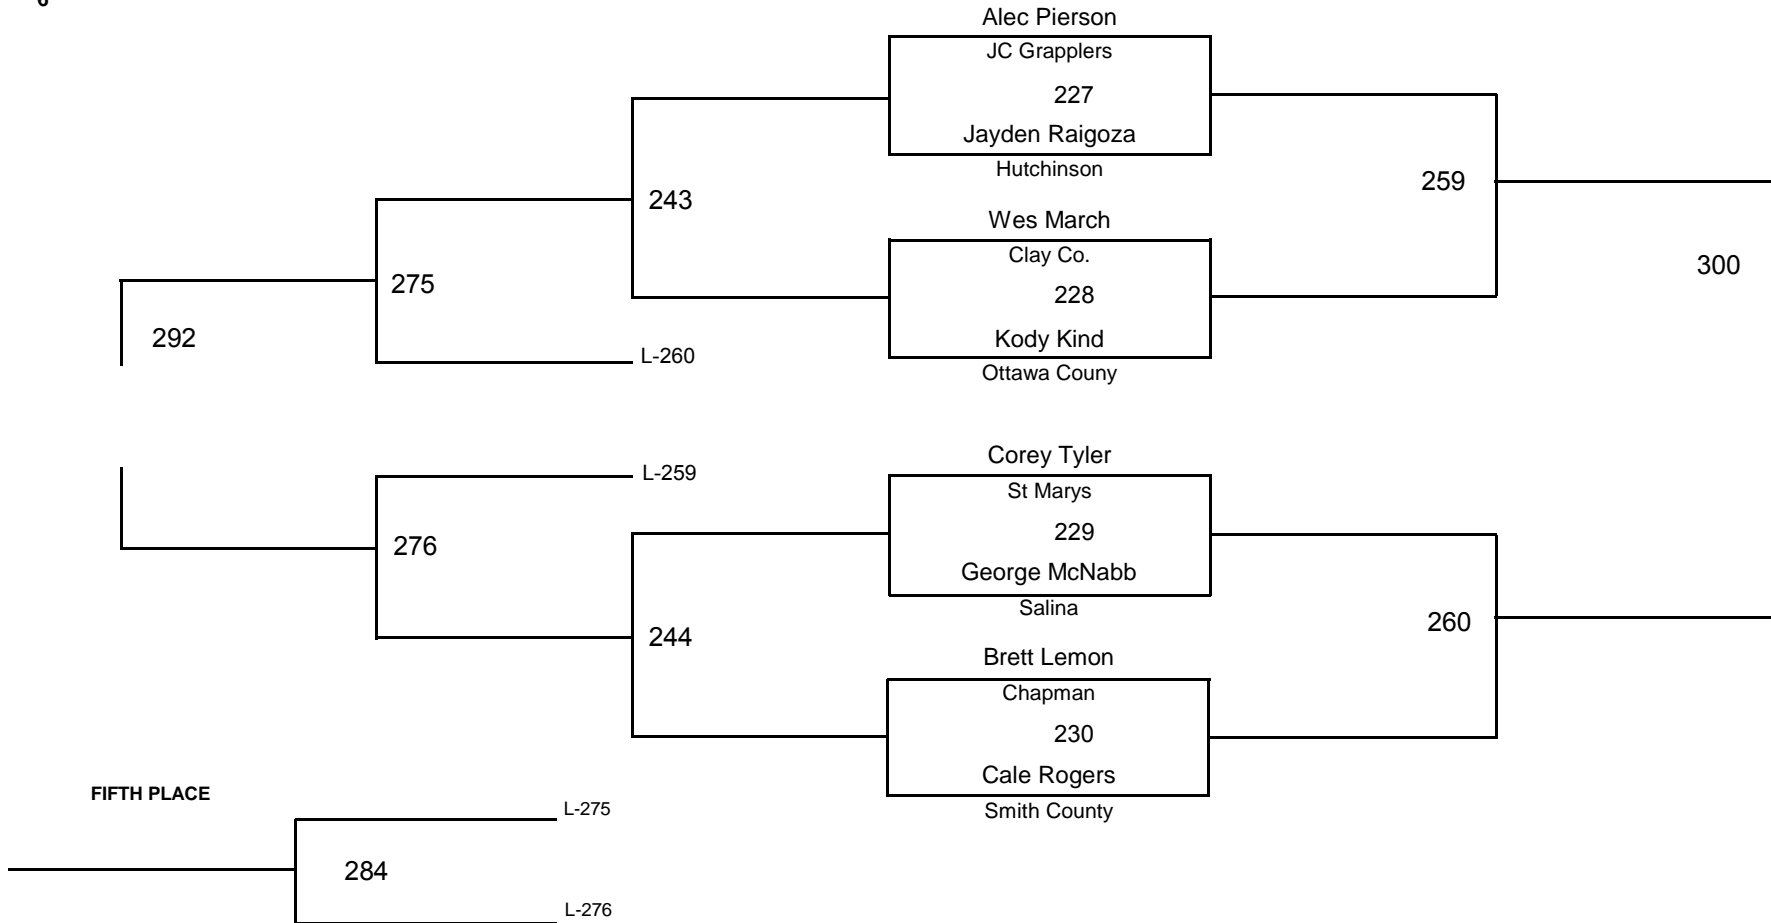 6
Alec Pierson
JC Grapplers
227
Jayden Raigoza
Hutchinson
243
259
Wes March
Clay Co.
275
228
300
292
Kody Kind
L-260
Ottawa Couny
Corey Tyler
L-259
St Marys
229
276
George McNabb
Salina
244
260
Brett Lemon
Chapman
230
Cale Rogers
FIFTH PLACE
L-275
Smith County
284
L-276